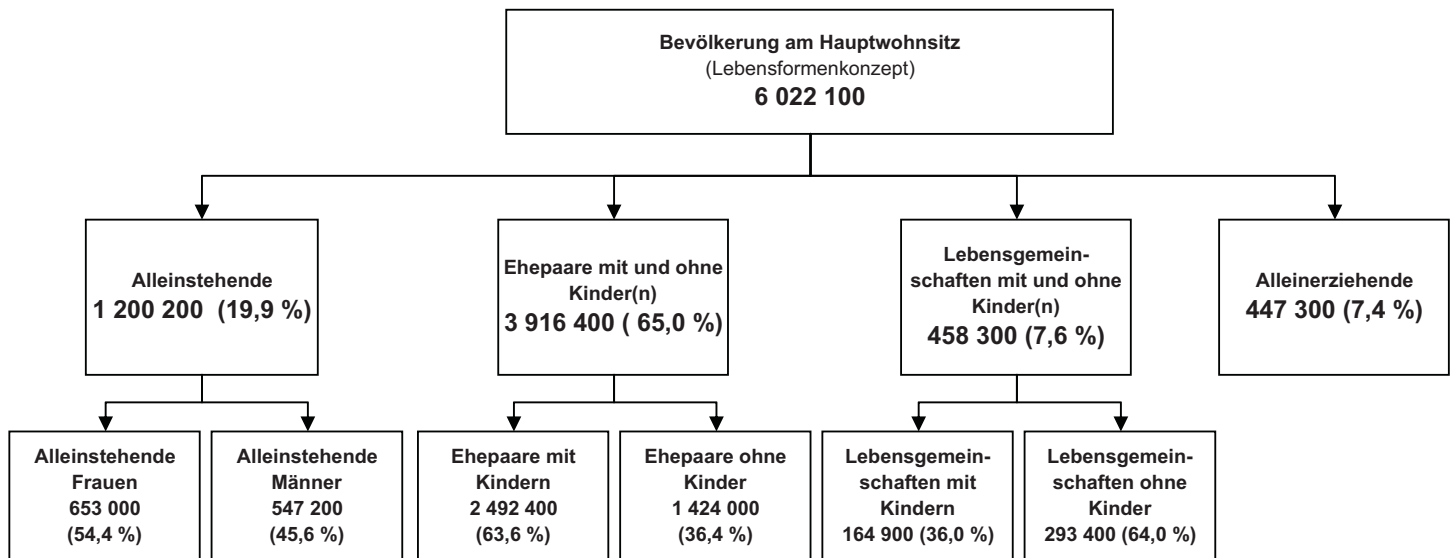 Bevölkerung am Hauptwohnsitz
(Lebensformenkonzept)
6 022 100
Alleinstehende
1 200 200 (19,9 %)
Ehepaare mit und ohne
Kinder(n)
3 916 400 ( 65,0 %)
Lebensgemein-
schaften mit und ohne
Kinder(n)
458 300 (7,6 %)
Alleinerziehende
447 300 (7,4 %)
Alleinstehende
Frauen
653 000
(54,4 %)
Alleinstehende
Männer
547 200
(45,6 %)
Ehepaare mit
Kindern
2 492 400
(63,6 %)
Ehepaare ohne
Kinder
1 424 000
(36,4 %)
Lebensgemein-
schaften mit
Kindern
164 900 (36,0 %)
Lebensgemein-
schaften ohne
Kinder
293 400 (64,0 %)